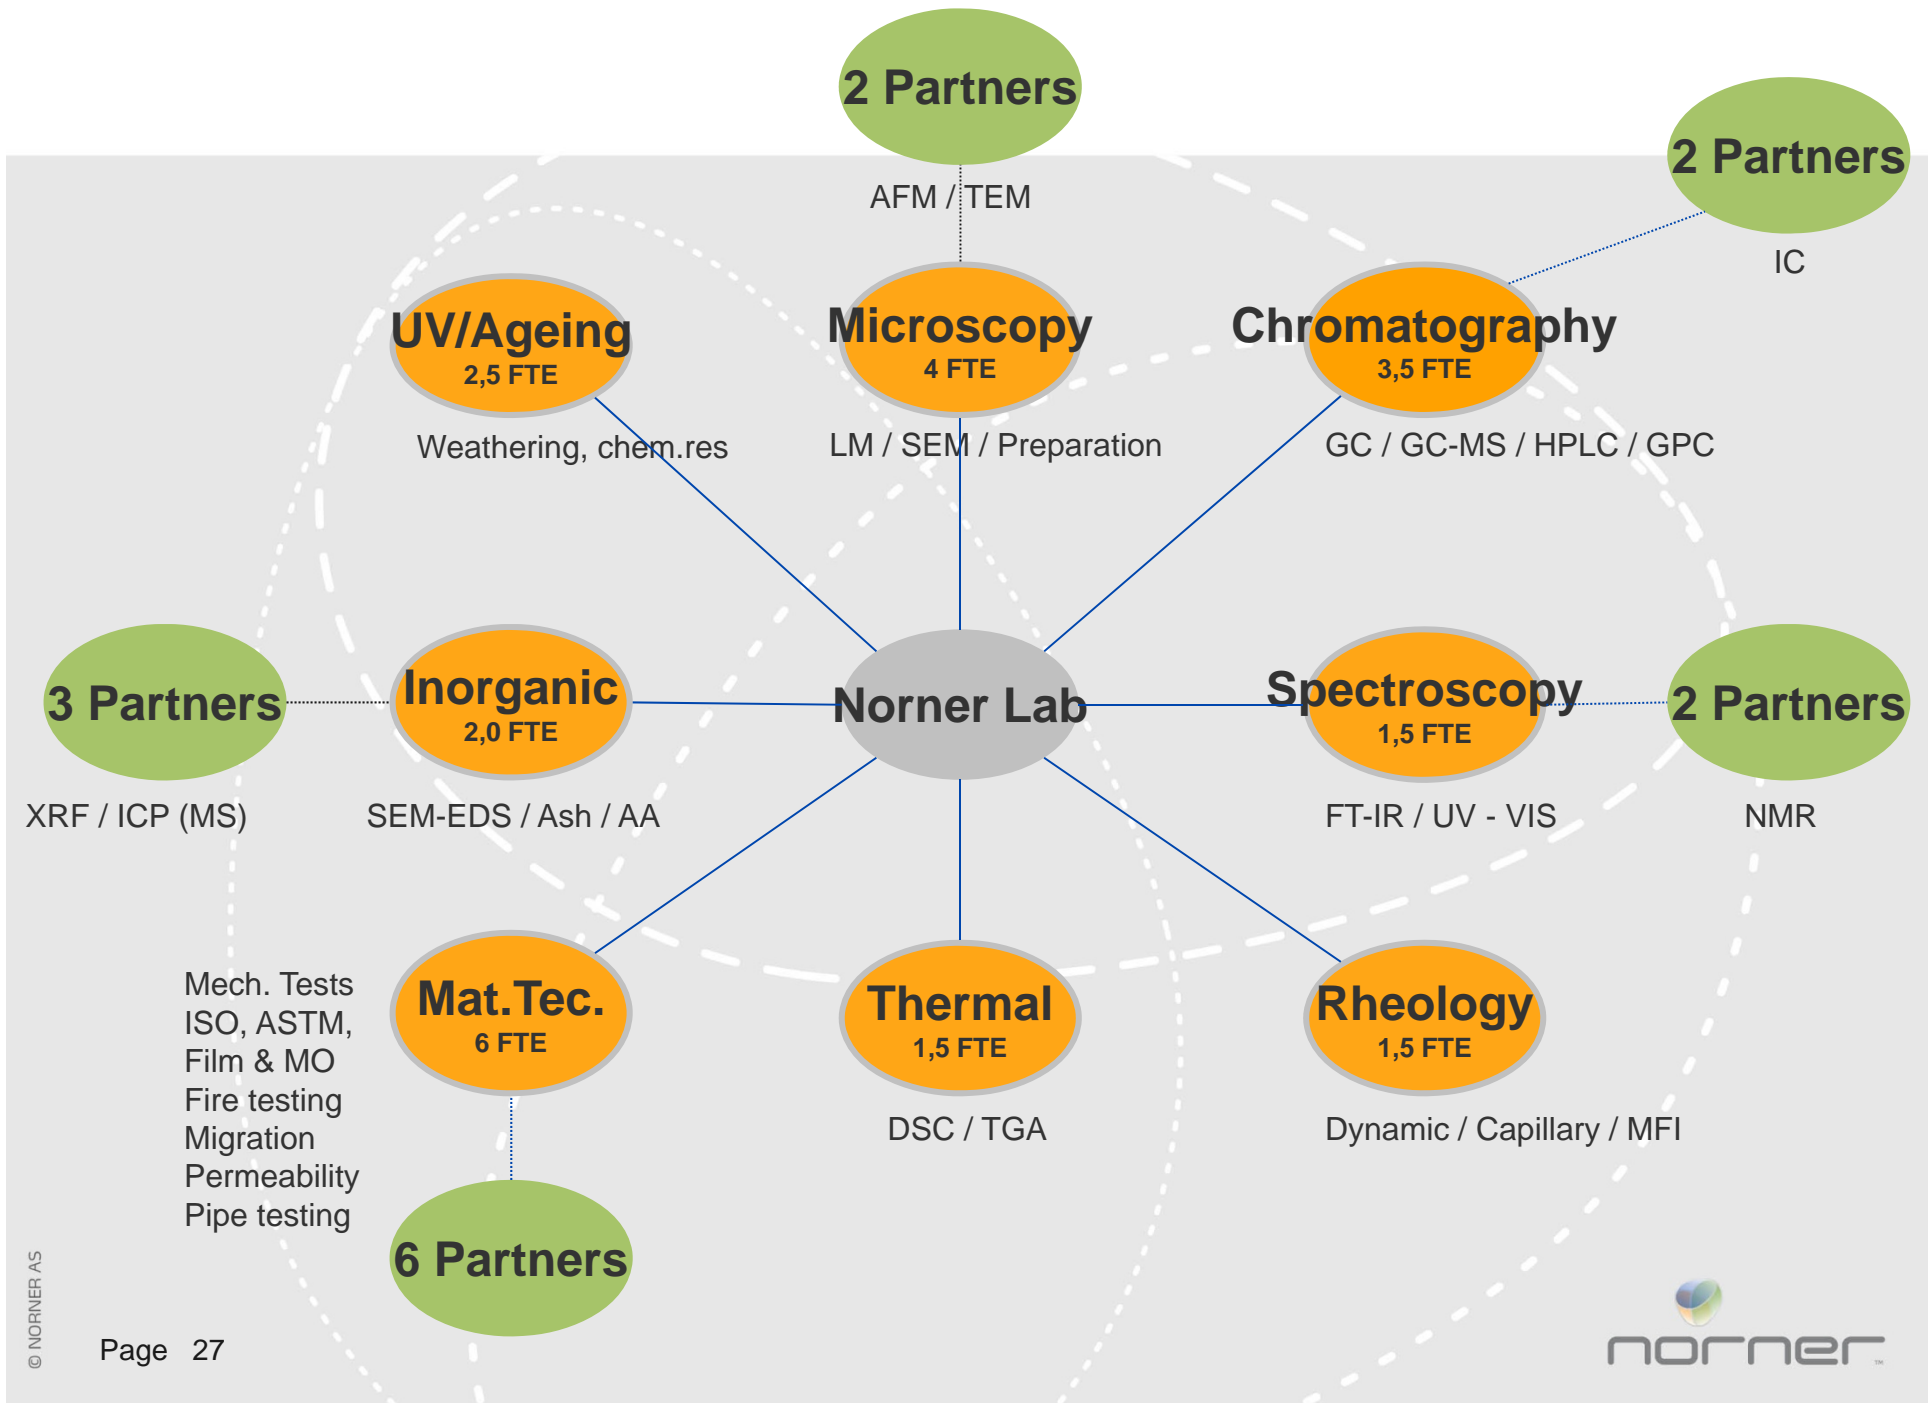 2 Partners
2 Partners
AFM / TEM
IC
UV/Ageing
2,5 FTE
Microscopy
4 FTE
Chromatography
3,5 FTE
Weathering, chem.res
LM / SEM / Preparation
GC / GC-MS / HPLC / GPC
3 Partners
Inorganic
2,0 FTE
Norner Lab
Spectroscopy
1,5 FTE
2 Partners
XRF / ICP (MS)
SEM-EDS / Ash / AA
FT-IR / UV - VIS
NMR
Mech. Tests
ISO, ASTM,
Film & MO
Fire testing
Migration
Permeability
Pipe testing
Mat.Tec.
6 FTE
Thermal
1,5 FTE
Rheology
1,5 FTE
DSC / TGA
Dynamic / Capillary / MFI
6 Partners
© NORNER AS
Page 27
norner™